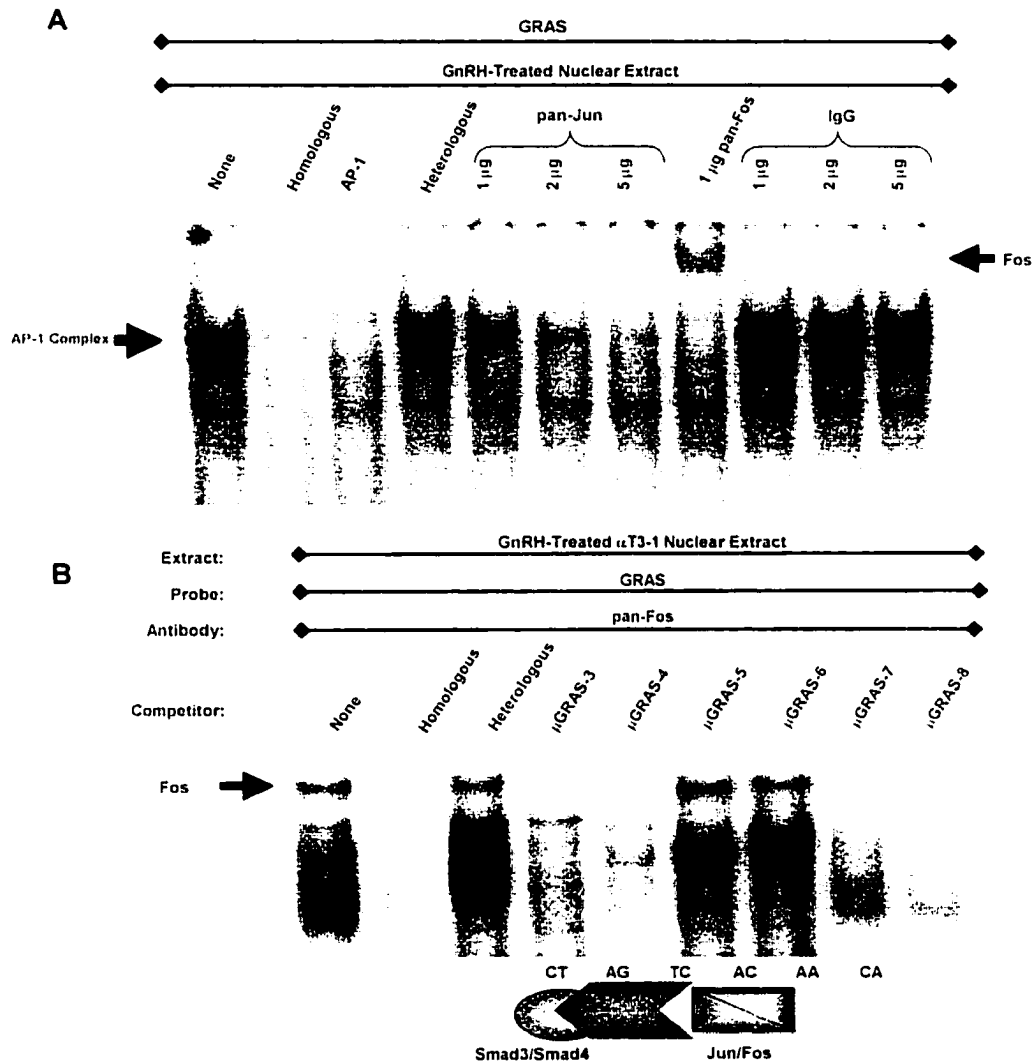 A
GRAS
GnRH-Treated Nuclear Extract
None
Homologous
AP-1
Heterologous
pan-Jun
1 µg
2 µg
5 µg
1 µg pan-Fos
IgG
1 µg
2 µg
5 µg
AP-1 Complex
Fos
B
Extract:
GnRH-Treated αT3-1 Nuclear Extract
Probe:
GRAS
Antibody:
pan-Fos
Competitor:
None
Homologous
Heterologous
µGRAS-3
µGRAS-4
µGRAS-5
µGRAS-6
µGRAS-7
µGRAS-8
Fos
CT AG TC AC AA CA
Smad3/Smad4
Jun/Fos